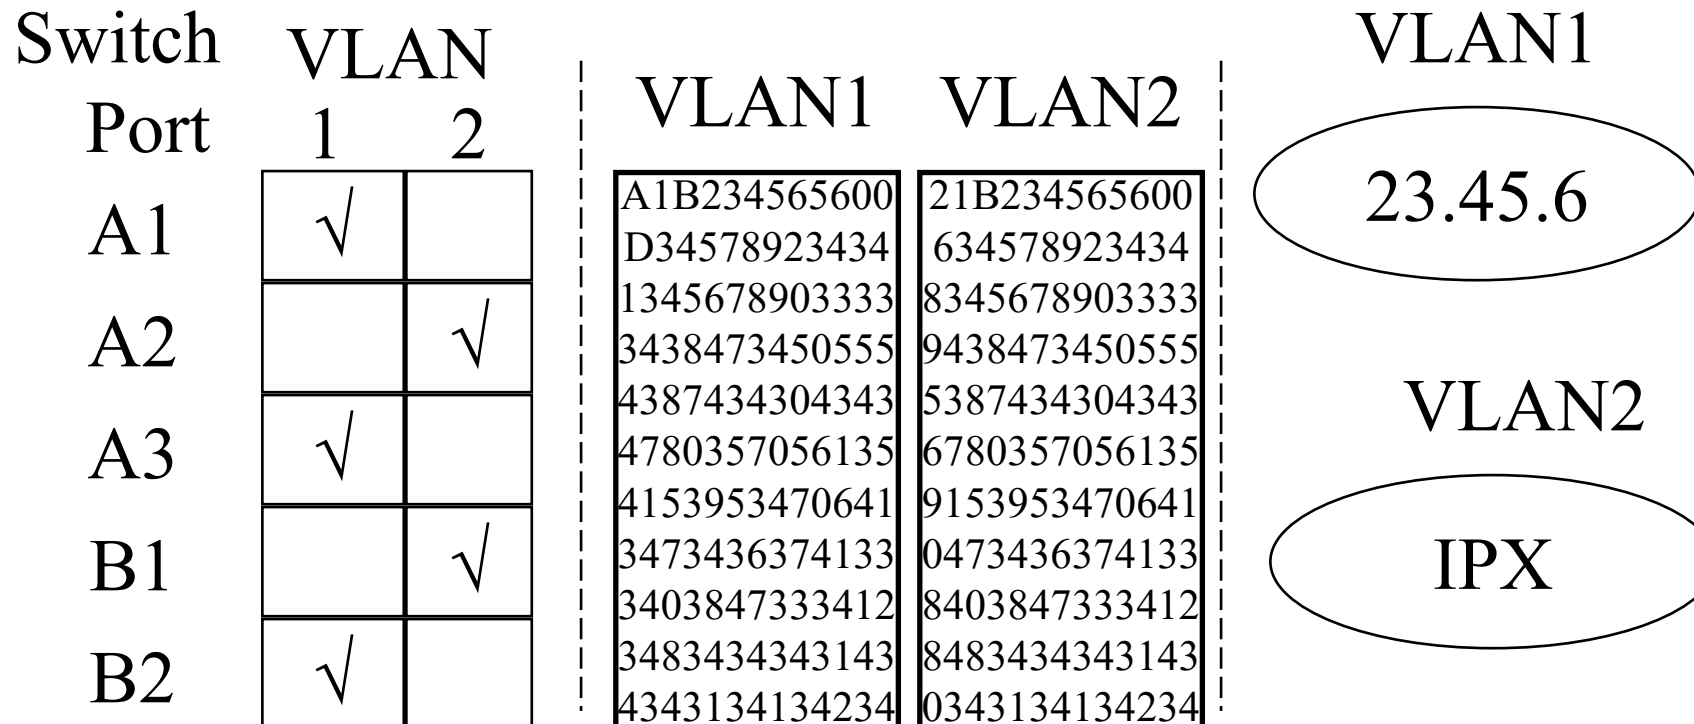 Switch
Port
VLAN
1 2
A1 √
A2 √
A3 √
B1 √
B2 √
VLAN1 VLAN2
A1B234565600 21B234565600
D34578923434 634578923434
1345678903333 8345678903333
3438473450555 9438473450555
4387434304343 5387434304343
4780357056135 6780357056135
4153953470641 9153953470641
3473436374133 0473436374133
3403847333412 8403847333412
3483434343143 8483434343143
4343134134234 0343134134234
VLAN1
23.45.6
VLAN2
IPX